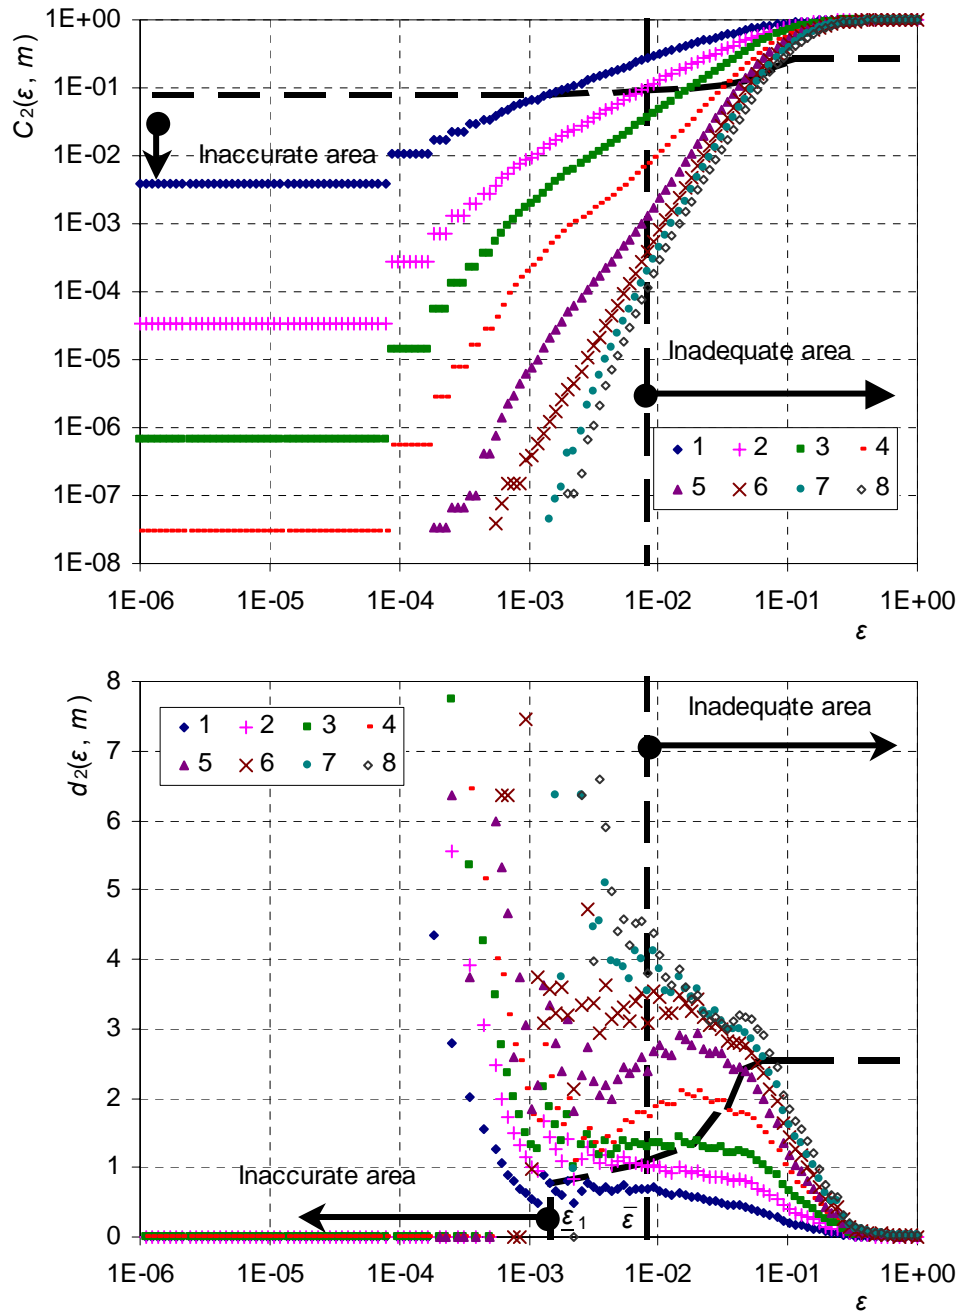 C2(ε, m)
1E+00
1E-01
1E-02
1E-03
1E-04
1E-05
1E-06
1E-07
1E-08
Inaccurate area
Inadequate area
1 2 3 4
5 6 7 8
1E-06 1E-05 1E-04 1E-03 1E-02 1E-01 1E+00
ε
d2(ε, m)
8
7
6
5
4
3
2
1
0
Inadequate area
1 2 3 4
5 6 7 8
Inaccurate area
ε1 ε̅
1E-06 1E-05 1E-04 1E-03 1E-02 1E-01 1E+00
ε